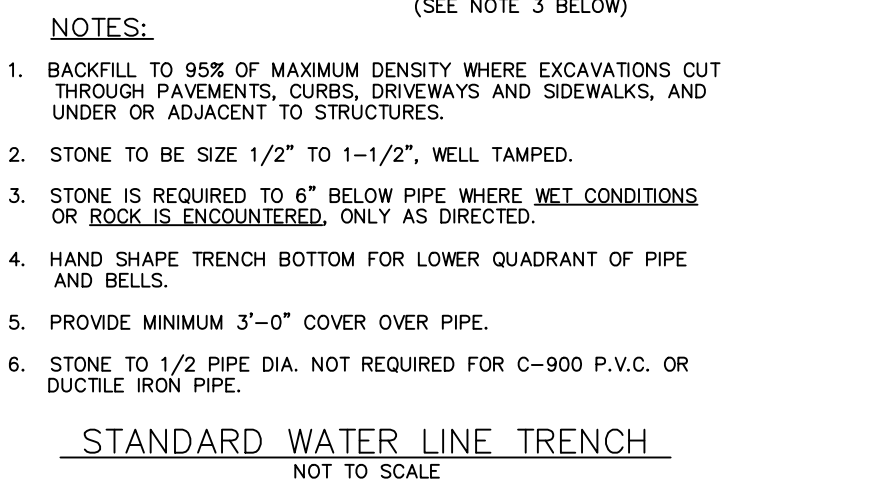 (SEE NOTE 3 BELOW)
NOTES:
1. BACKFILL TO 95% OF MAXIMUM DENSITY WHERE EXCAVATIONS CUT
THROUGH PAVEMENTS, CURBS, DRIVEWAYS AND SIDEWALKS, AND
UNDER OR ADJACENT TO STRUCTURES.
2. STONE TO BE SIZE 1/2" TO 1-1/2", WELL TAMPED.
3. STONE IS REQUIRED TO 6" BELOW PIPE WHERE WET CONDITIONS
OR ROCK IS ENCOUNTERED, ONLY AS DIRECTED.
4. HAND SHAPE TRENCH BOTTOM FOR LOWER QUADRANT OF PIPE
AND BELLS.
5. PROVIDE MINIMUM 3'-0" COVER OVER PIPE.
6. STONE TO 1/2 PIPE DIA. NOT REQUIRED FOR C-900 P.V.C. OR
DUCTILE IRON PIPE.
STANDARD WATER LINE TRENCH
NOT TO SCALE